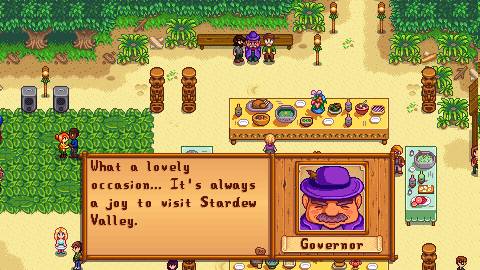 What a lovely
occasion... It's always
a joy to visit Stardew
Valley.
Governor